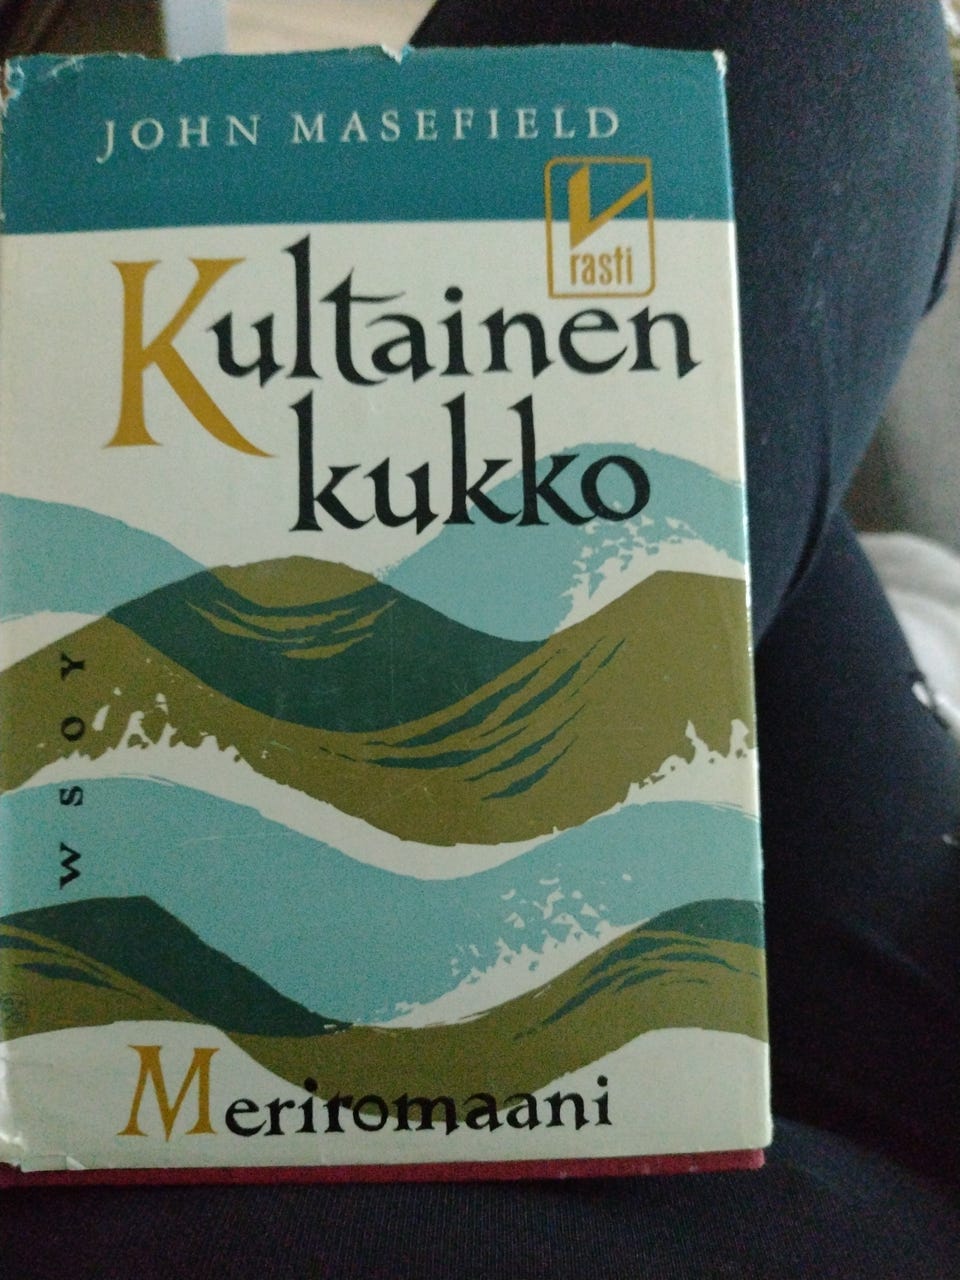 JOHN MASEFIELD
rasti
Kultainen
kukko
WSOY
Meriromaani